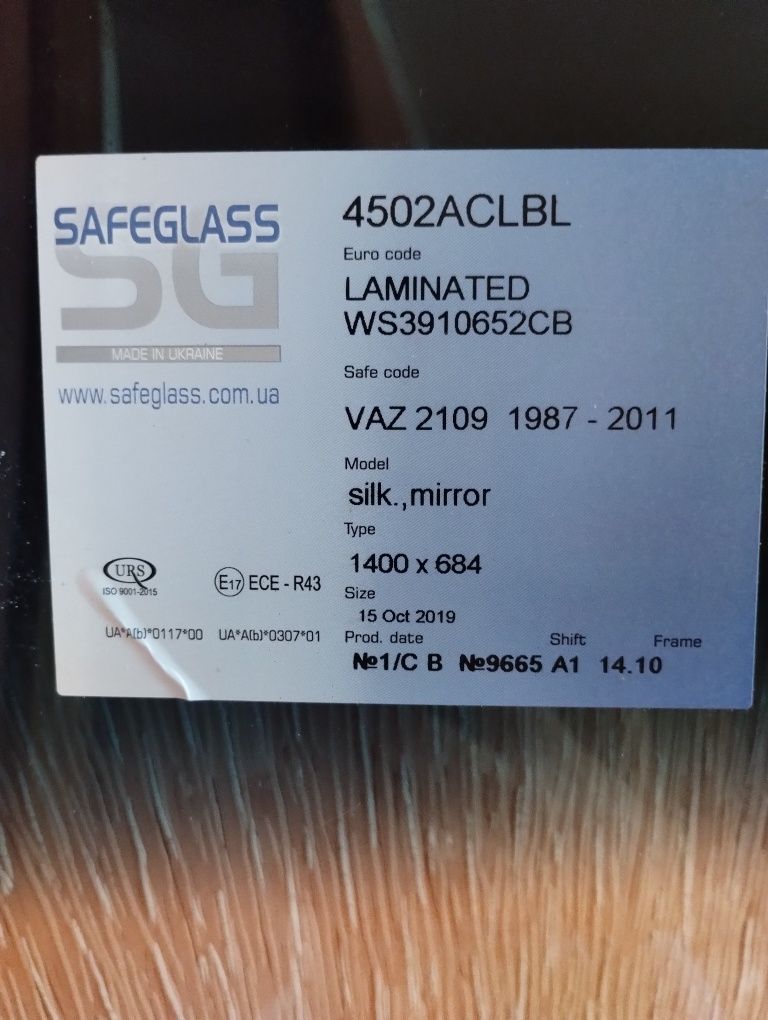 SAFEGLASS
SG
MADE IN UKRAINE
www.safeglass.com.ua
4502ACLBL
Euro code
LAMINATED
WS3910652CB
Safe code
VAZ 2109 1987 - 2011
Model
silk.,mirror
Type
1400 x 684
Size
15 Oct 2019
Prod. date Shift Frame
№1/C B №9665 A1 14.10
URS
ISO 9001-2015
E17 ECE - R43
UA*A(b)*0117*00 UA*A(b)*0307*01